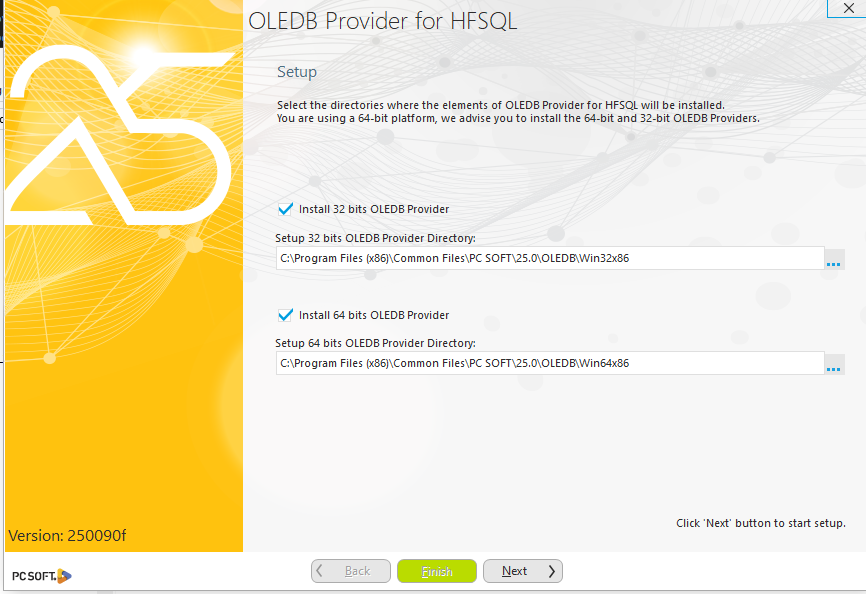 OLEDB Provider for HFSQL
Setup
Select the directories where the elements of OLEDB Provider for HFSQL will be installed.
You are using a 64-bit platform, we advise you to install the 64-bit and 32-bit OLEDB Providers.
Install 32 bits OLEDB Provider
Setup 32 bits OLEDB Provider Directory:
C:\Program Files (x86)\Common Files\PC SOFT\25.0\OLEDB\Win32x86
...
Install 64 bits OLEDB Provider
Setup 64 bits OLEDB Provider Directory:
C:\Program Files (x86)\Common Files\PC SOFT\25.0\OLEDB\Win64x86
...
Click 'Next' button to start setup.
Version: 250090f
PC SOFT
Back
Finish
Next